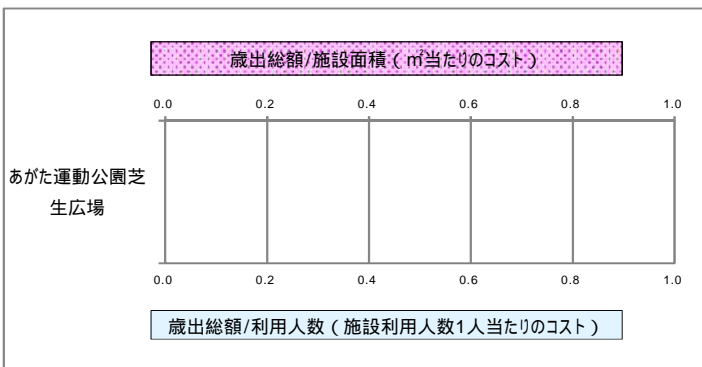 歳出総額/施設面積(㎡当たりのコスト)
0.0 0.2 0.4 0.6 0.8 1.0
あがた運動公園芝
生広場
0.0 0.2 0.4 0.6 0.8 1.0
歳出総額/利用人数(施設利用人数1人当たりのコスト)